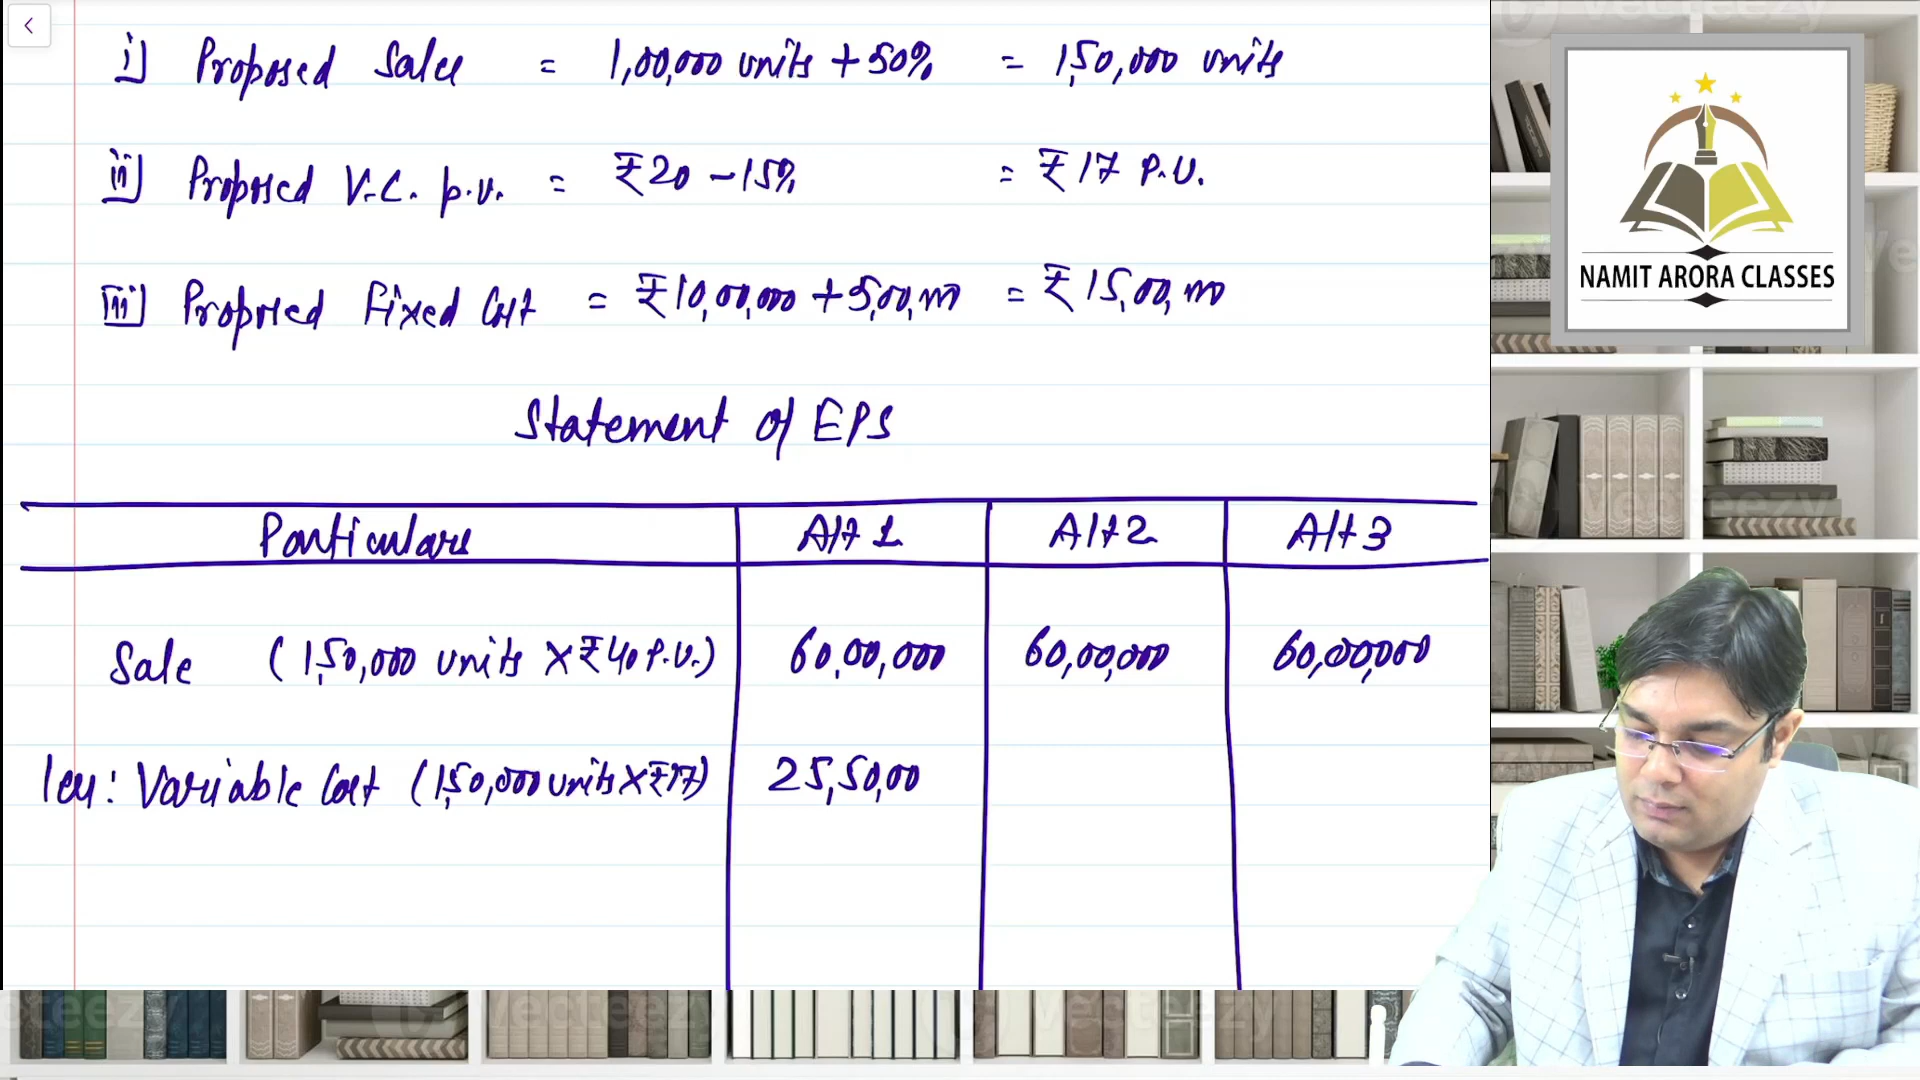 i) Proposed Sales = 1,00,000 units + 50% = 1,50,000 units
ii) Proposed V.C. p.u. = ₹20 - 15% = ₹17 P.U.
iii) Proposed Fixed Cost = ₹10,00,000 + 5,00,000 = ₹15,00,000
Statement of EPS
Particulars Alt 1 Alt 2 Alt 3
Sale (1,50,000 units X ₹40 P.U.) 60,00,000 60,00,000 60,00,000
less: Variable Cost (1,50,000 units X ₹17) 25,50,00
NAMIT ARORA CLASSES